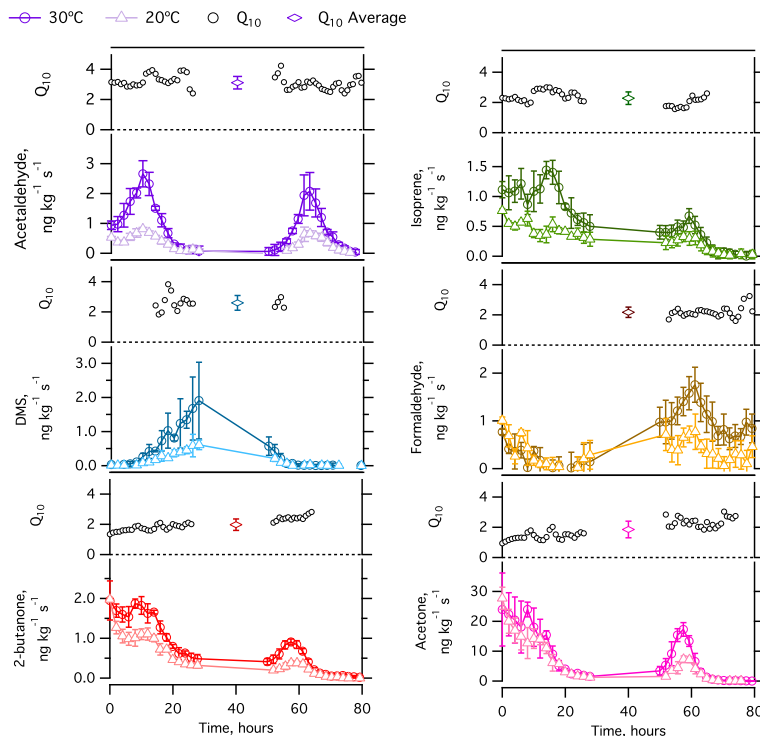 30°C 20°C Q10 Q10 Average
Q10
4
2
0
Acetaldehyde,
ng kg-1 s-1
3
2
1
0
Q10
4
2
0
DMS,
ng kg-1 s-1
3.0
2.0
1.0
0.0
Q10
4
2
0
2-butanone,
ng kg-1 s-1
2.0
1.0
0.0
0 20 40 60 80
Time, hours
Q10
4
2
0
Isoprene,
ng kg-1 s-1
1.5
1.0
0.5
0.0
Q10
4
2
0
Formaldehyde,
ng kg-1 s-1
2
1
0
Q10
4
2
0
Acetone,
ng kg-1 s-1
30
20
10
0
0 20 40 60 80
Time, hours